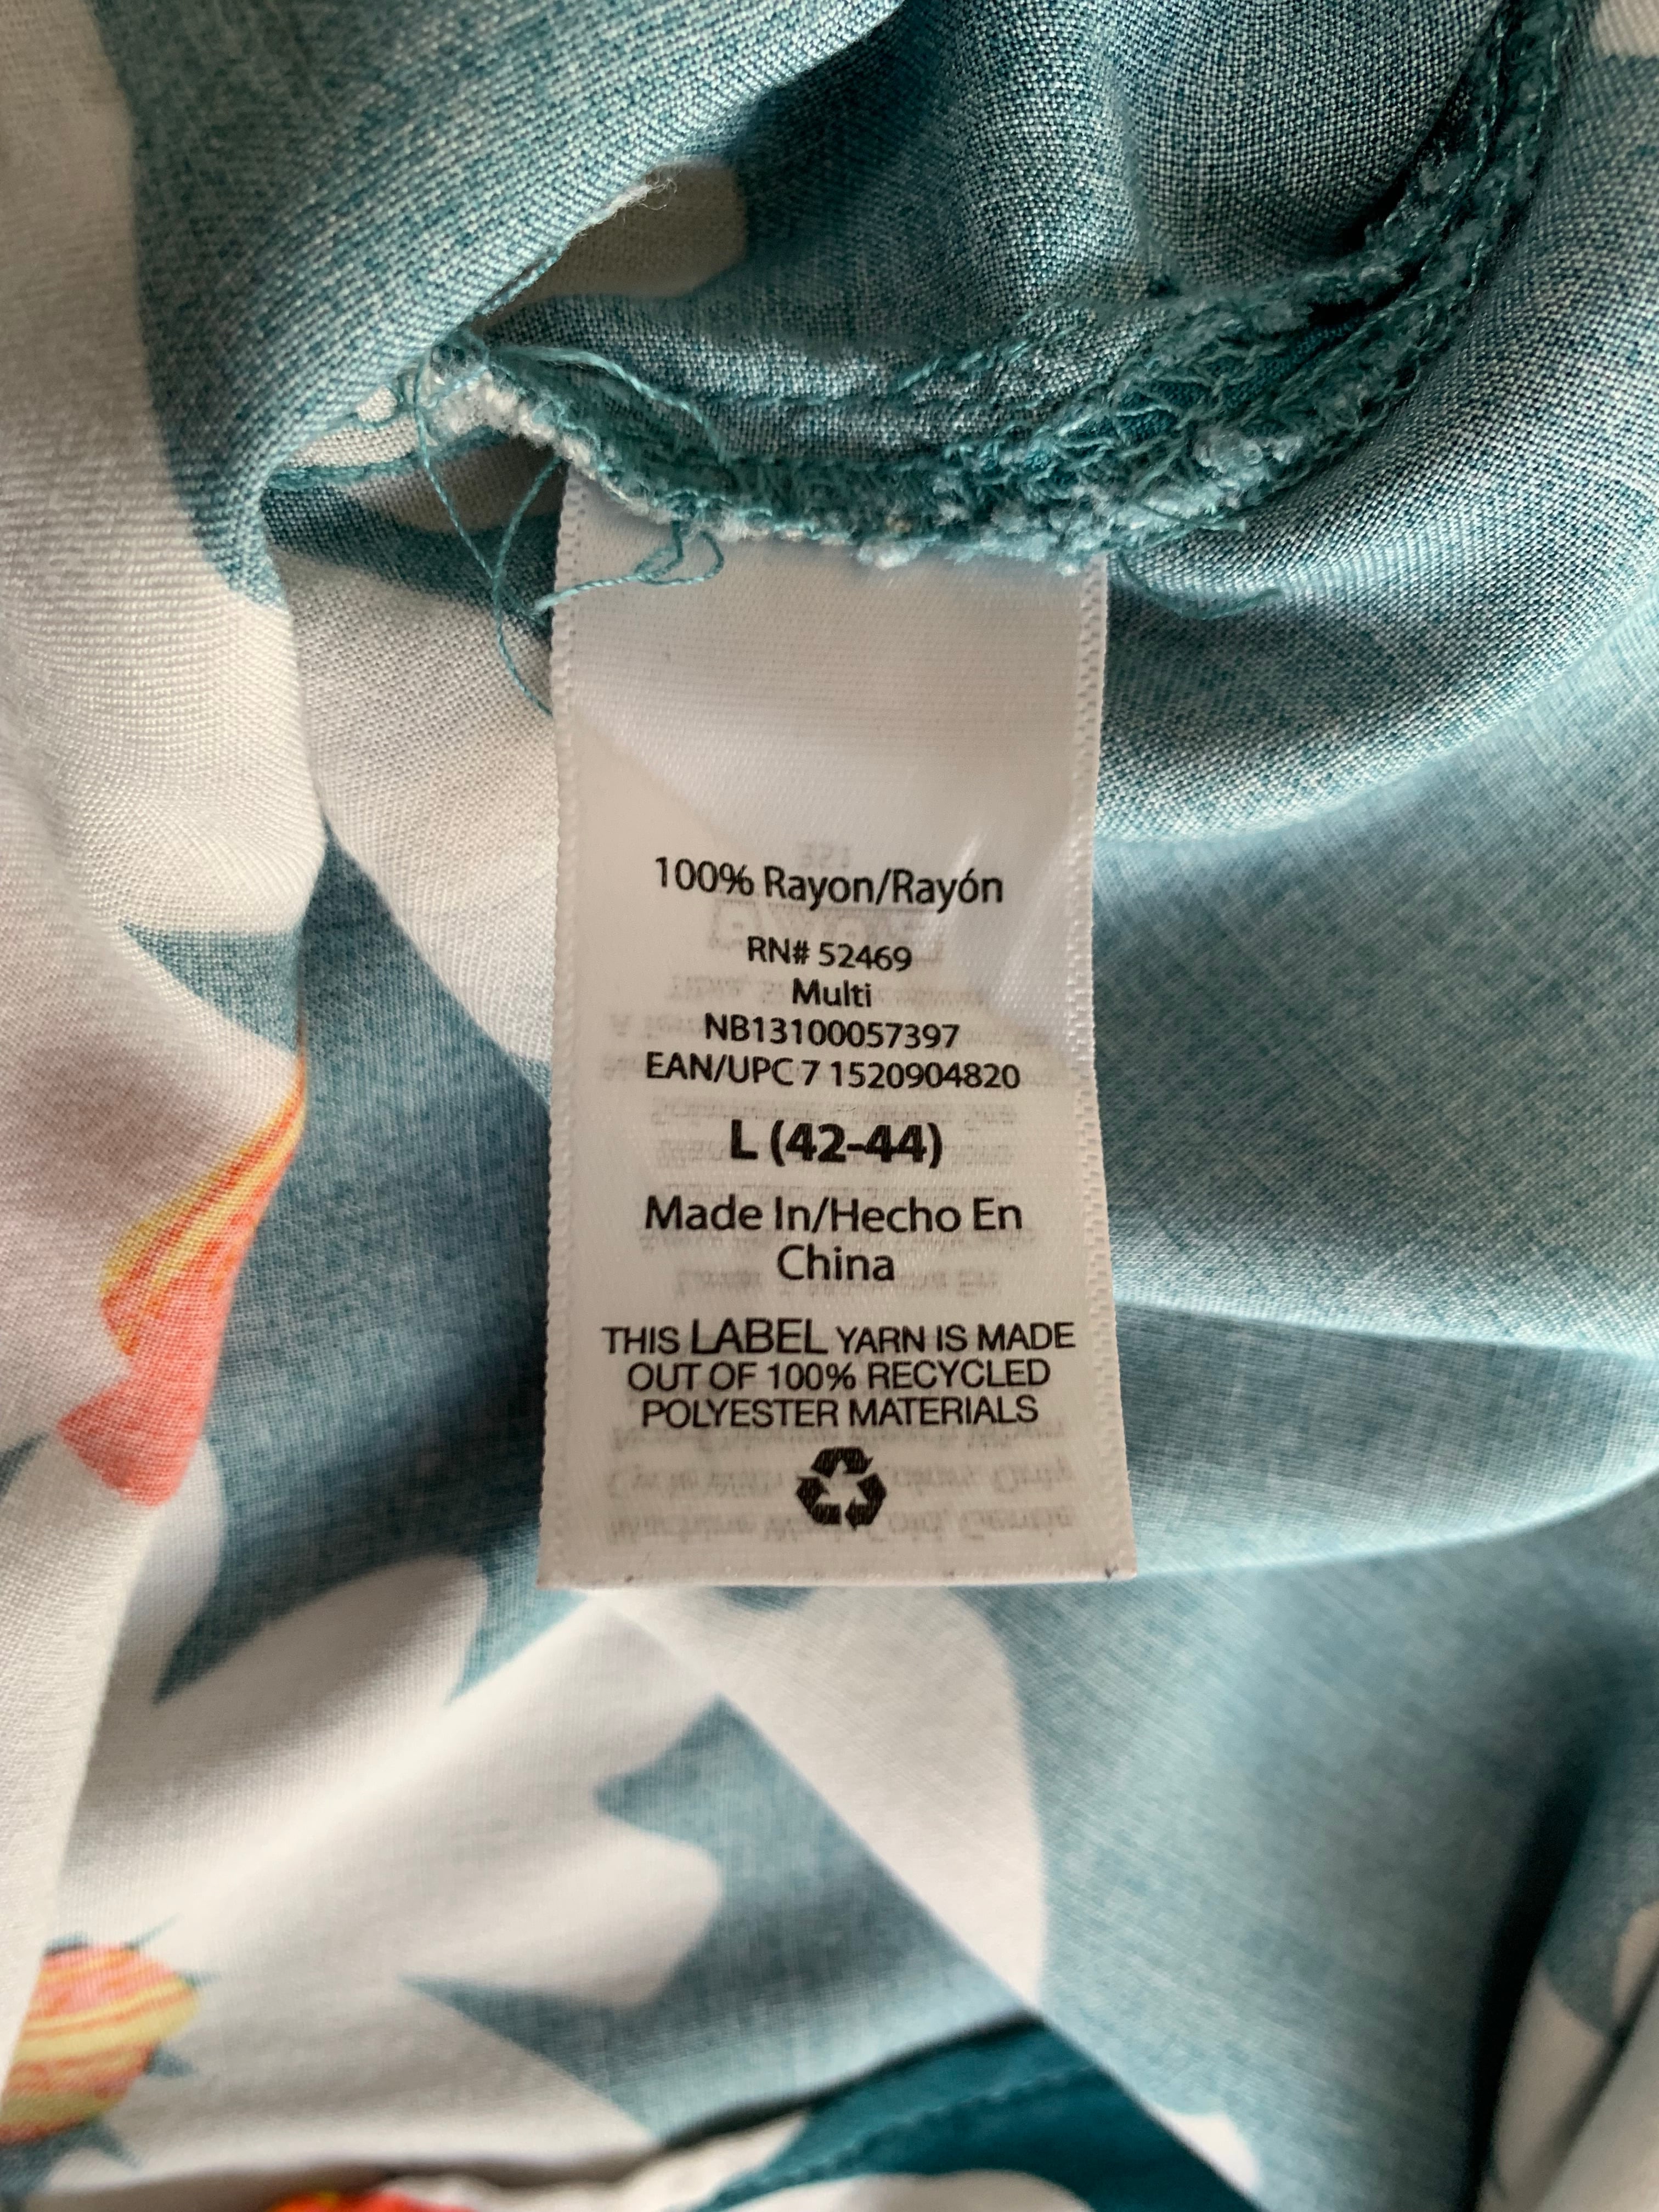 100% Rayon/Rayón
RN# 52469
Multi
NB13100057397
EAN/UPC 7 1520904820
L (42-44)
Made In/Hecho En
China
THIS LABEL YARN IS MADE
OUT OF 100% RECYCLED
POLYESTER MATERIALS